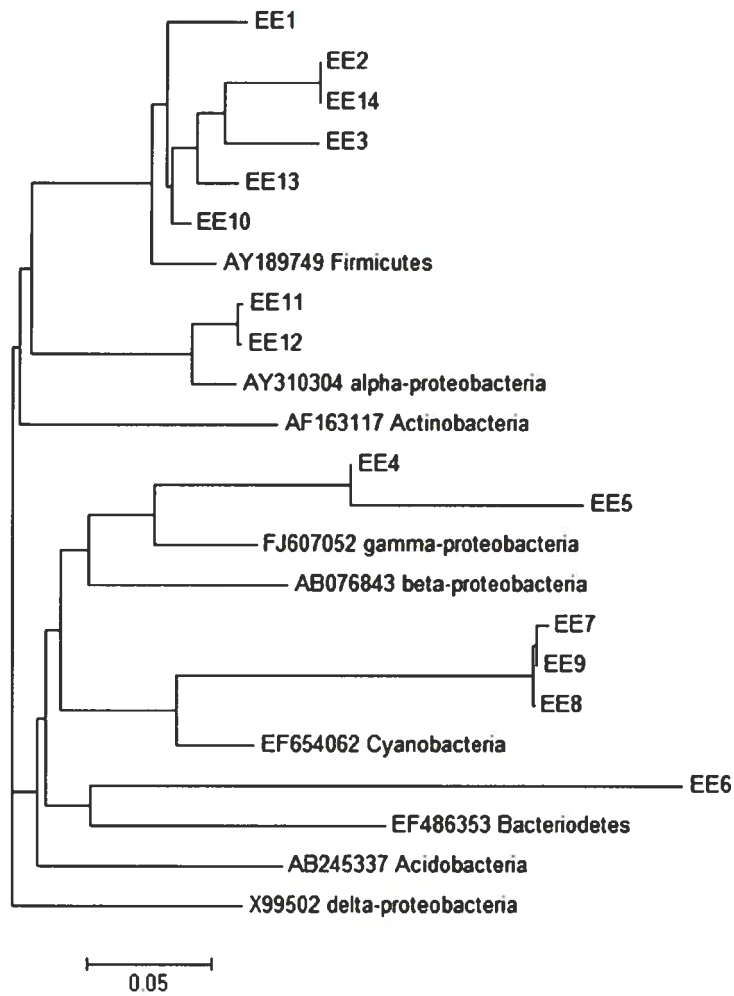 EE1
EE2
EE14
EE3
EE13
EE10
AY189749 Firmicutes
EE11
EE12
AY310304 alpha-proteobacteria
AF163117 Actinobacteria
EE4
EE5
FJ607052 gamma-proteobacteria
AB076843 beta-proteobacteria
EE7
EE9
EE8
EF654062 Cyanobacteria
EE6
EF486353 Bacteriodetes
AB245337 Acidobacteria
X99502 delta-proteobacteria
0.05